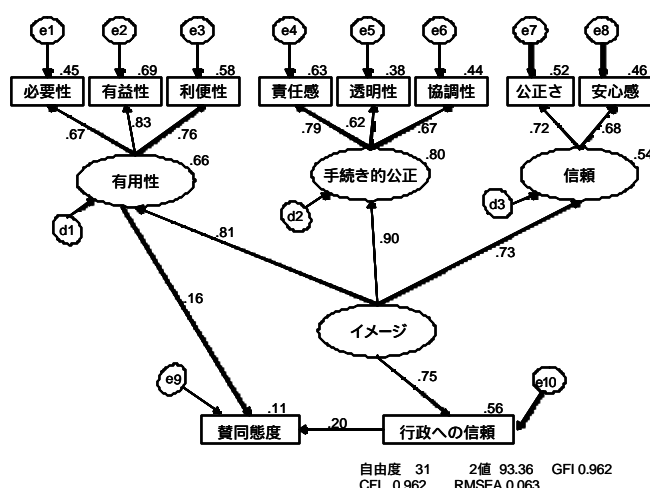 e1 e2 e3 e4 e5 e6 e7 e8
.45 .69 .58 .63 .38 .44 .52 .46
必要性 有益性 利便性 責任感 透明性 協調性 公正さ 安心感
.67 .83 .76 .79 .62 .67 .72 .68
.66 .80 .54
有用性 手続き的公正 信頼
d1 d2 d3
.81 .90 .73
.16
イメージ
.75
e9 e10
.11 .56
賛同態度 .20 行政への信頼
自由度 31 2値 93.36 GFI 0.962
CFI 0.962 RMSEA 0.063